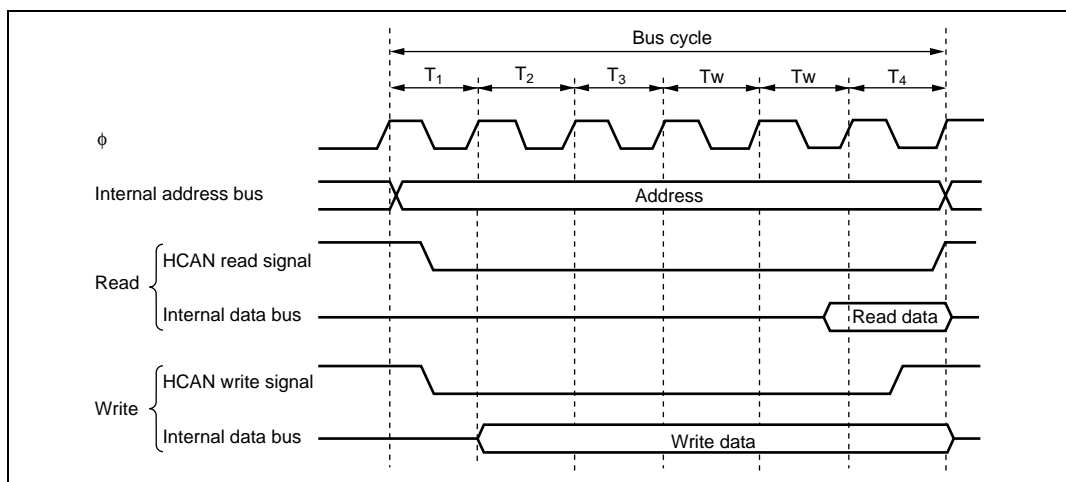 Bus cycle
T1 T2 T3 Tw Tw T4
φ
Internal address bus
Address
HCAN read signal
Read
Internal data bus
Read data
HCAN write signal
Write
Internal data bus
Write data